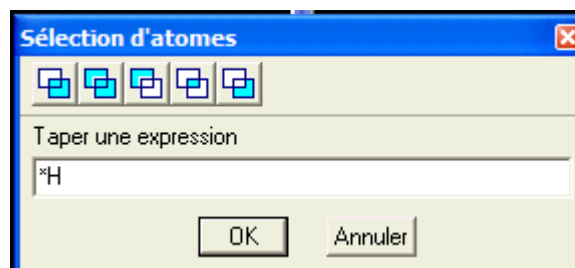 Sélection d'atomes
Taper une expression
*H
OK Annuler